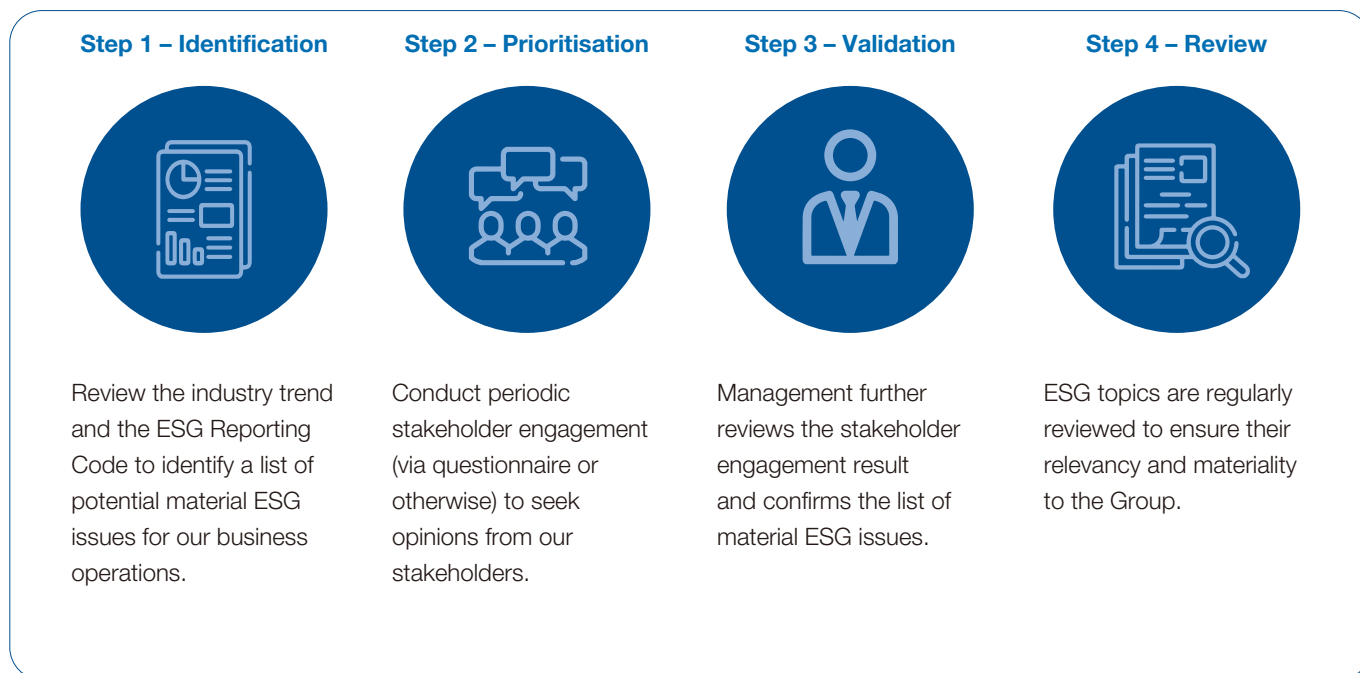 Step 1 – Identification
Review the industry trend
and the ESG Reporting
Code to identify a list of
potential material ESG
issues for our business
operations.
Step 2 – Prioritisation
Conduct periodic
stakeholder engagement
(via questionnaire or
otherwise) to seek
opinions from our
stakeholders.
Step 3 – Validation
Management further
reviews the stakeholder
engagement result
and confirms the list of
material ESG issues.
Step 4 – Review
ESG topics are regularly
reviewed to ensure their
relevancy and materiality
to the Group.